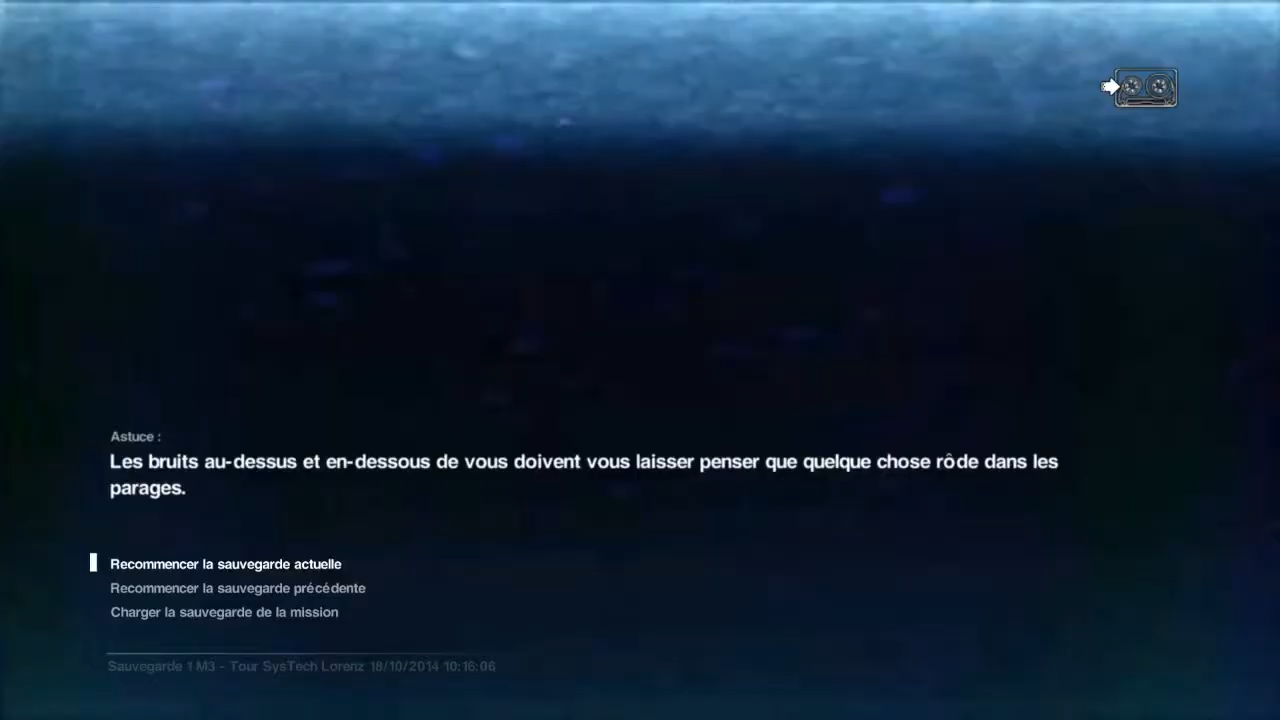 Astuce :
Les bruits au-dessus et en-dessous de vous doivent vous laisser penser que quelque chose rôde dans les
parages.
Recommencer la sauvegarde actuelle
Recommencer la sauvegarde précédente
Charger la sauvegarde de la mission
Sauvegarde 1 M3 - Tour SysTech Lorenz 18/10/2014 10:16:06